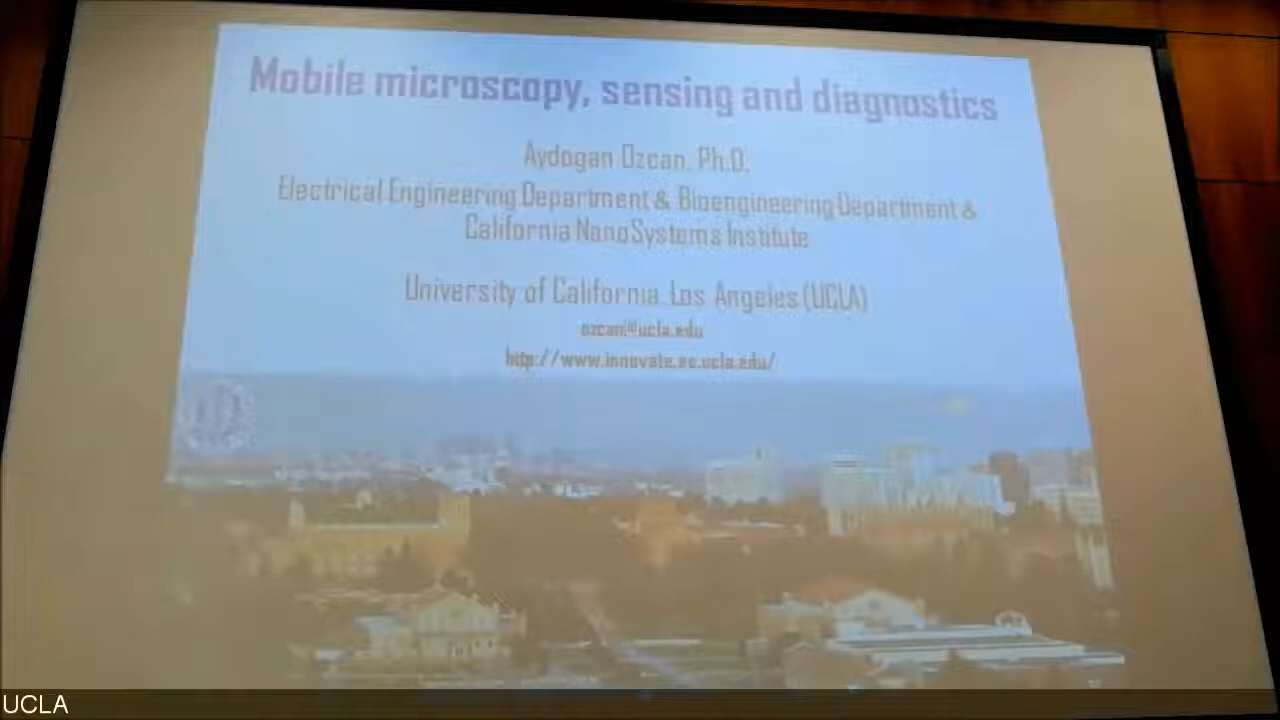 Mobile microscopy, sensing and diagnostics
Aydogan Ozcan, Ph.D.
Electrical Engineering Department & Bioengineering Department &
California NanoSystems Institute
University of California, Los Angeles (UCLA)
ozcan@ucla.edu
http://www.innovate.ee.ucla.edu/
UCLA